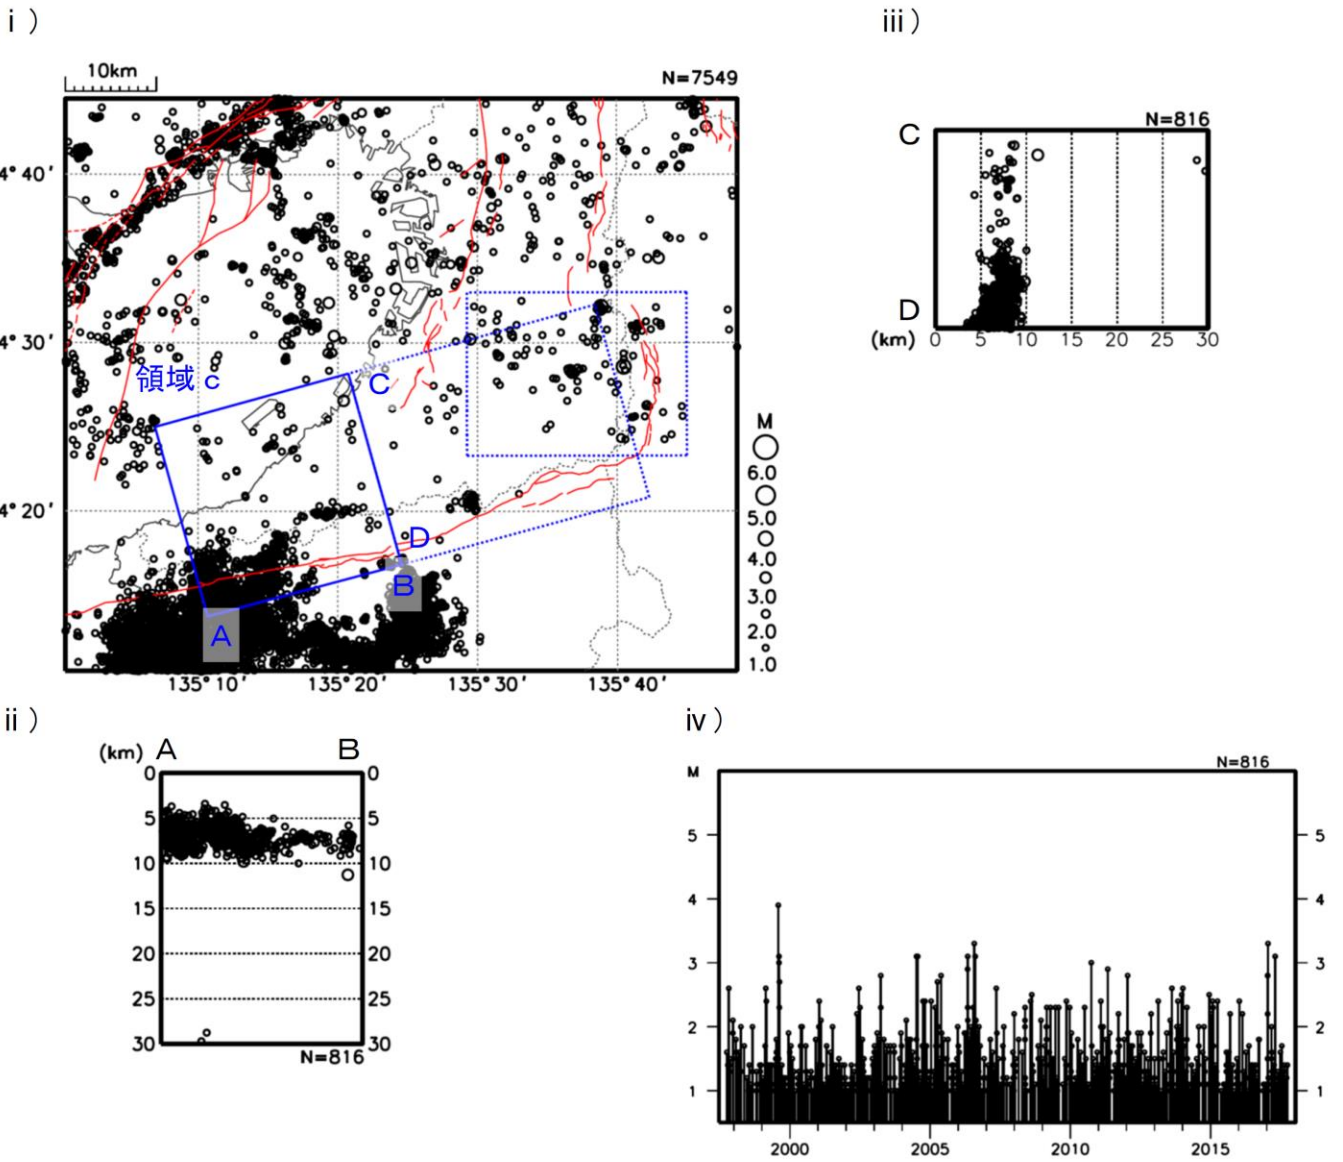 i )
10km
N=7549
4°40'
4°30'
4°20'
領域 c
C
D
B
A
135°10'
135°20'
135°30'
135°40'
M
6.0
5.0
4.0
3.0
2.0
1.0
iii )
N=816
C
D
(km)
0
5
10
15
20
25
30
ii )
(km)
A
B
0
5
10
15
20
25
30
0
5
10
15
20
25
30
N=816
iv )
N=816
M
5
4
3
2
1
5
4
3
2
1
2000
2005
2010
2015